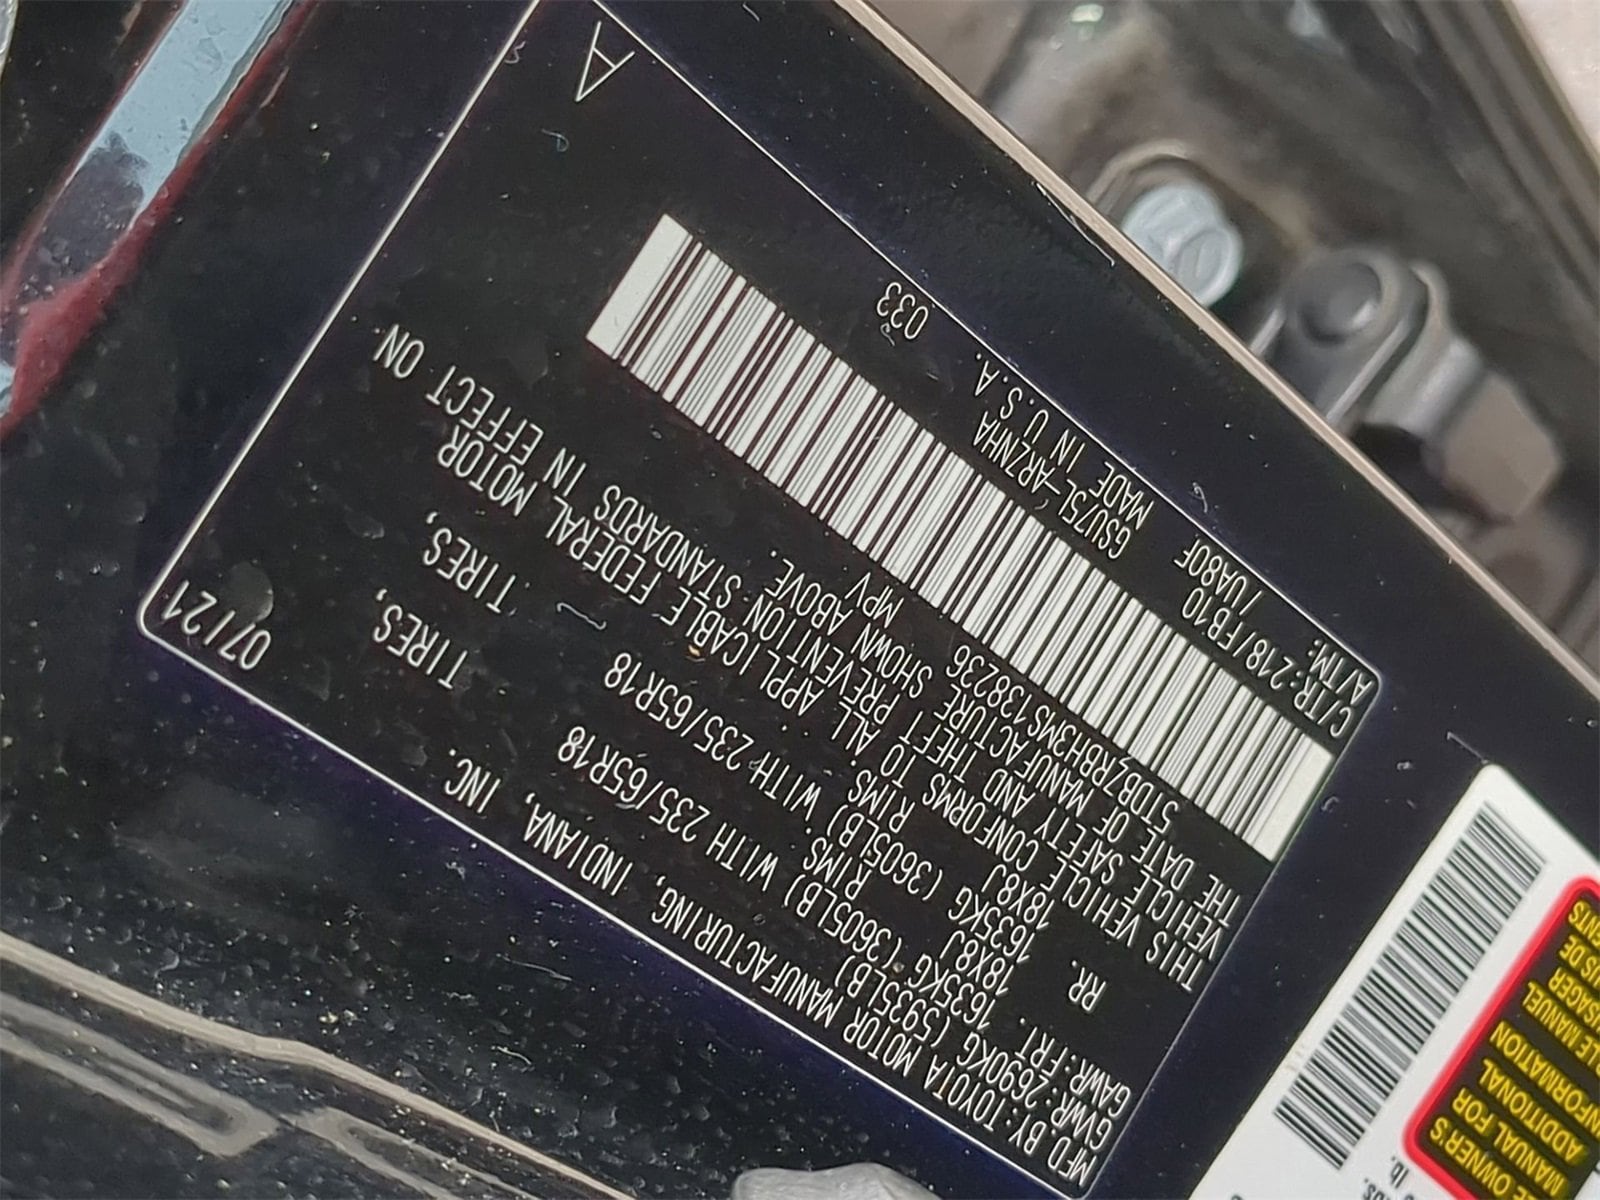 MFD BY:TOYOTA MOTOR MANUFACTURING, INDIANA, INC. 07/21
GVWR:2690KG (5935LB)
GAWR:FRT. 1635KG (3605LB) WITH 235/65R18 TIRES,
18X8J RIMS
RR. 1635KG (3605LB) WITH 235/65R18 TIRES,
18X8J RIMS
THIS VEHICLE CONFORMS TO ALL APPLICABLE FEDERAL MOTOR
VEHICLE SAFETY AND THEFT PREVENTION STANDARDS IN EFFECT ON
THE DATE OF MANUFACTURE SHOWN ABOVE.
5TDBZRBH3MS138236 MPV
C/TR:218/FB10 GSU75L-ARZNHA 033
A/TM: /UA80F MADE IN U.S.A.
A
OWNER'S
MANUAL FOR
ADDITIONAL
INFORMATION
MANUEL
lb.